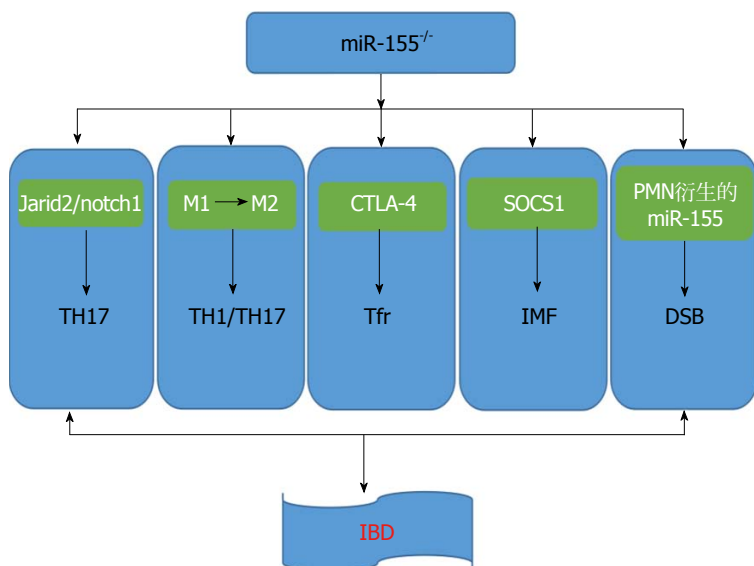 miR-155-/-
Jarid2/notch1
TH17
M1 M2
TH1/TH17
CTLA-4
Tfr
SOCS1
IMF
PMN衍生的
miR-155
DSB
IBD